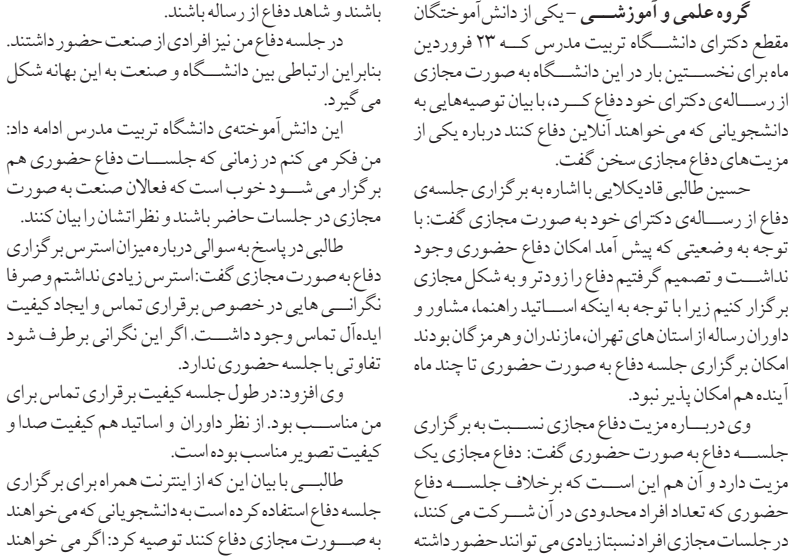 گروه علمی و آموزشی – یکی از دانش‌آموختگان
مقطع دکترای دانشگاه تربیت مدرس که ۲۳ فروردین
ماه برای نخستین بار در این دانشگاه به صورت مجازی
از رساله‌ی دکترای خود دفاع کرد، با بیان توصیه‌هایی به
دانشجویانی که می‌خواهند آنلاین دفاع کنند درباره یکی از
مزیت‌های دفاع مجازی سخن گفت.
حسین طالبی قادیکلایی با اشاره به برگزاری جلسه‌ی
دفاع از رساله‌ی دکترای خود به صورت مجازی گفت: با
توجه به وضعیتی که پیش آمد امکان دفاع حضوری وجود
نداشت و تصمیم گرفتیم دفاع را زودتر و به شکل مجازی
برگزار کنیم زیرا با توجه به اینکه اساتید راهنما، مشاور و
داوران رساله از استان های تهران، مازندران و هرمزگان بودند
امکان برگزاری جلسه دفاع به صورت حضوری تا چند ماه
آینده هم امکان پذیر نبود.
وی درباره مزیت دفاع مجازی نسبت به برگزاری
جلسه دفاع به صورت حضوری گفت: دفاع مجازی یک
مزیت دارد و آن هم این است که برخلاف جلسه دفاع
حضوری که تعداد افراد محدودی در آن شرکت می کنند،
در جلسات مجازی افراد نسبتا زیادی می توانند حضور داشته
باشند و شاهد دفاع از رساله باشند.
در جلسه دفاع من نیز افرادی از صنعت حضور داشتند.
بنابراین ارتباطی بین دانشگاه و صنعت به این بهانه شکل
می گیرد.
این دانش‌آموخته‌ی دانشگاه تربیت مدرس ادامه داد:
من فکر می کنم در زمانی که جلسات دفاع حضوری هم
برگزار می شود خوب است که فعالان صنعت به صورت
مجازی در جلسات حاضر باشند و نظراتشان را بیان کنند.
طالبی در پاسخ به سوالی درباره میزان استرس برگزاری
دفاع به صورت مجازی گفت: استرس زیادی نداشتم و صرفا
نگرانی هایی در خصوص برقراری تماس و ایجاد کیفیت
ایده‌آل تماس وجود داشت. اگر این نگرانی برطرف شود
تفاوتی با جلسه حضوری ندارد.
وی افزود: در طول جلسه کیفیت برقراری تماس برای
من مناسب بود. از نظر داوران و اساتید هم کیفیت صدا و
کیفیت تصویر مناسب بوده است.
طالبی با بیان این که از اینترنت همراه برای برگزاری
جلسه دفاع استفاده کرده است به دانشجویانی که می خواهند
به صورت مجازی دفاع کنند توصیه کرد: اگر می خواهند